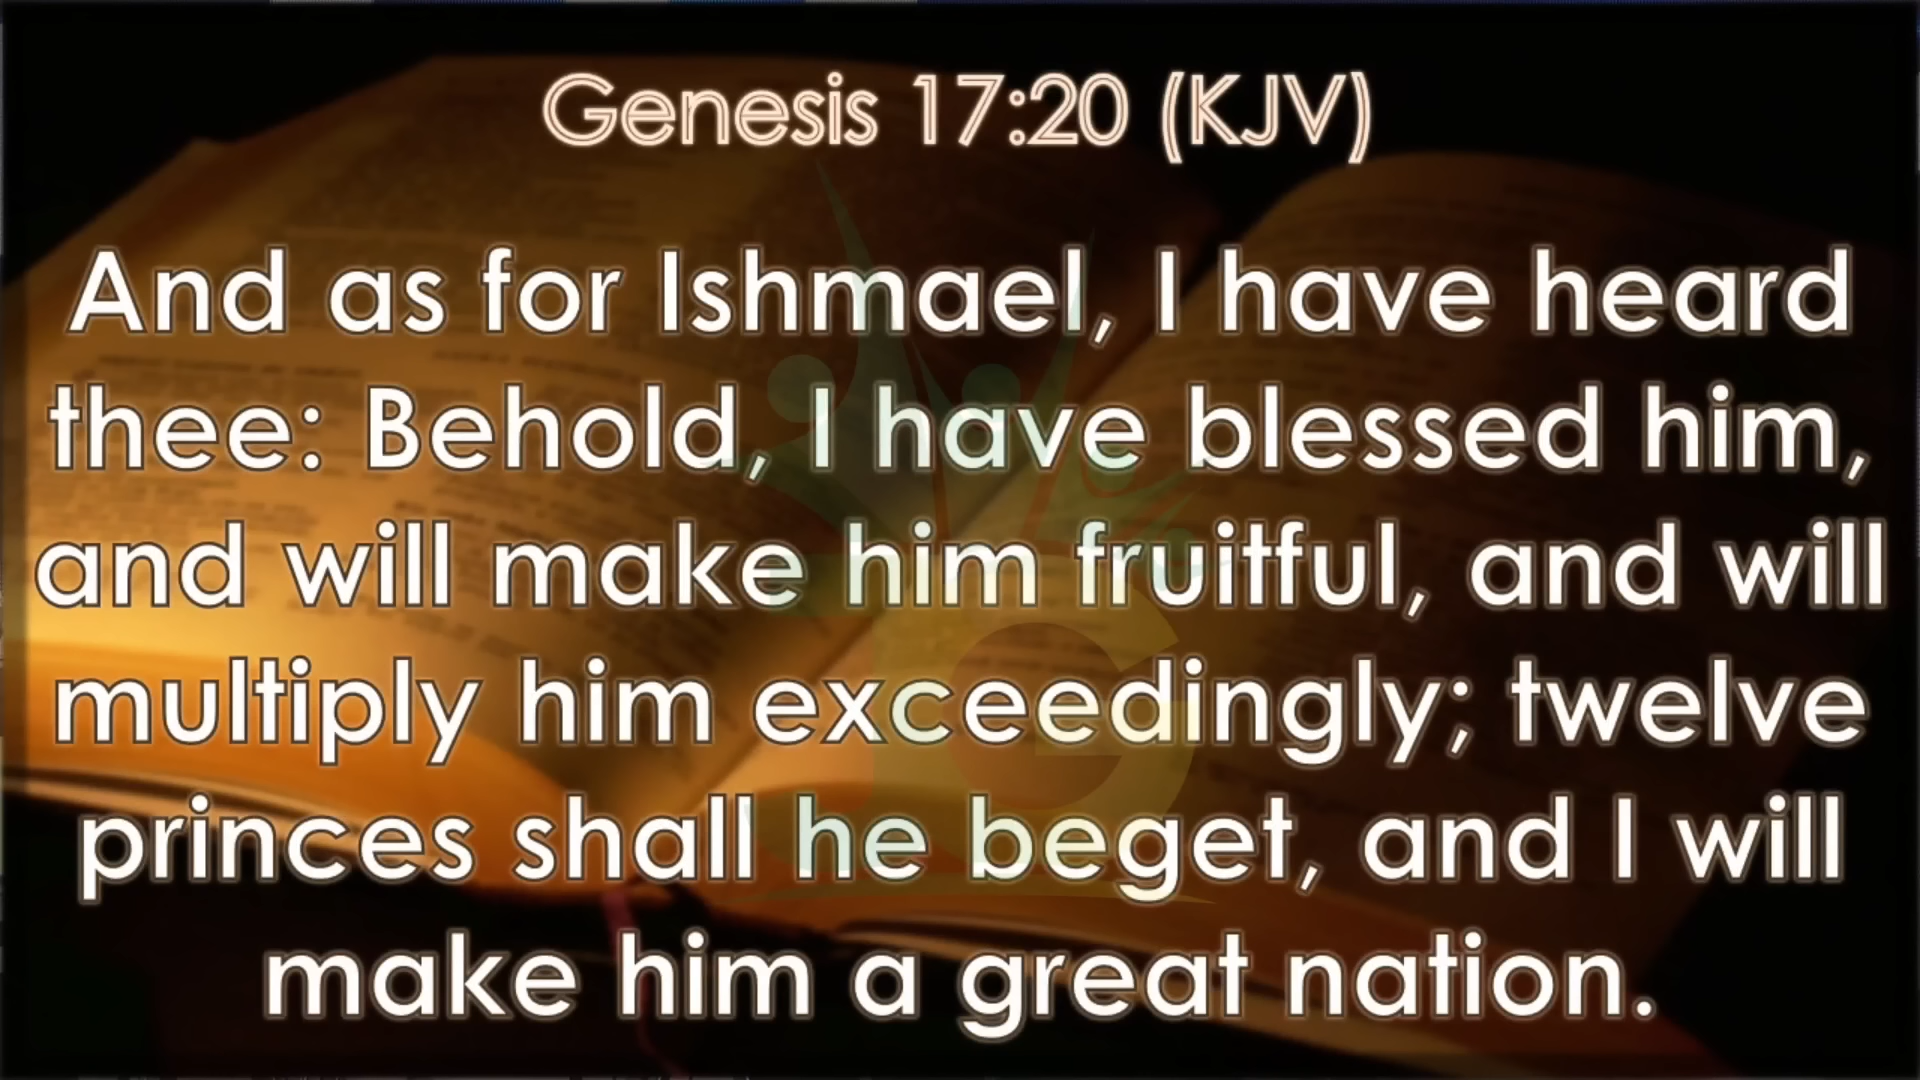 Genesis 17:20 (KJV)
And as for Ishmael, I have heard
thee: Behold, I have blessed him,
and will make him fruitful, and will
multiply him exceedingly; twelve
princes shall he beget, and I will
make him a great nation.